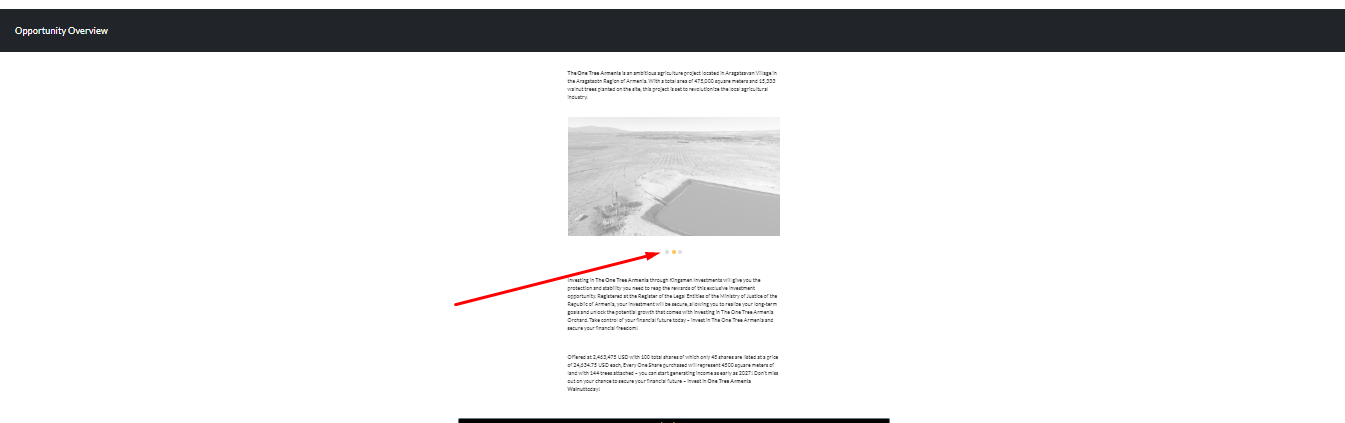 Opportunity Overview
The One Tree Armenia is an ambitious agriculture project located in Aragatsavan Village in
the Aragatsotn Region of Armenia. With a total area of 475,000 square meters and 15,333
walnut trees planted on the site, this project is set to revolutionize the local agricultural
industry.
Investing in The One Tree Armenia through Kingsmen Investments will give you the
protection and stability you need to reap the rewards of this exclusive investment
opportunity. Registered at the Register of the Legal Entities of the Ministry of Justice of the
Republic of Armenia, your investment will be secure, allowing you to realize your long-term
goals and unlock the potential growth that comes with investing in The One Tree Armenia
Orchard. Take control of your financial future today – invest in The One Tree Armenia and
secure your financial freedom!
Offered at 2,463,475 USD with 100 total shares of which only 45 shares are listed at a price
of 24,634.75 USD each, Every One Share purchased will represent 4500 square meters of
land with 144 trees attached – you can start generating income as early as 2027! Don't miss
out on your chance to secure your financial future – invest in One Tree Armenia
Walnut today!